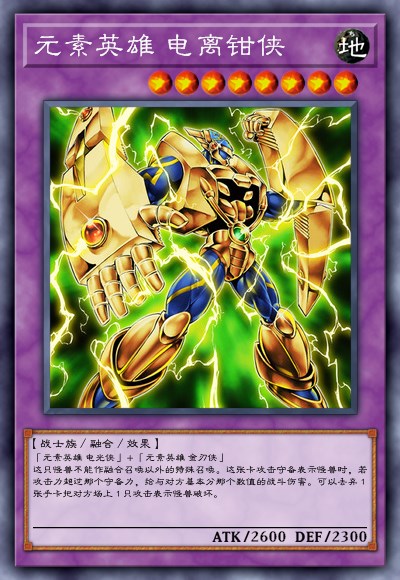 元素英雄 电离钳侠
地
【战士族／融合／效果】
「元素英雄 电光侠」+「元素英雄 金刃侠」
这只怪兽不能作融合召唤以外的特殊召唤。这张卡攻击守备表示怪兽时，若
攻击力超过那个守备力，给与对方基本分那个数值的战斗伤害。可以丢弃1
张手卡把对方场上1只攻击表示怪兽破坏。
ATK/2600 DEF/2300